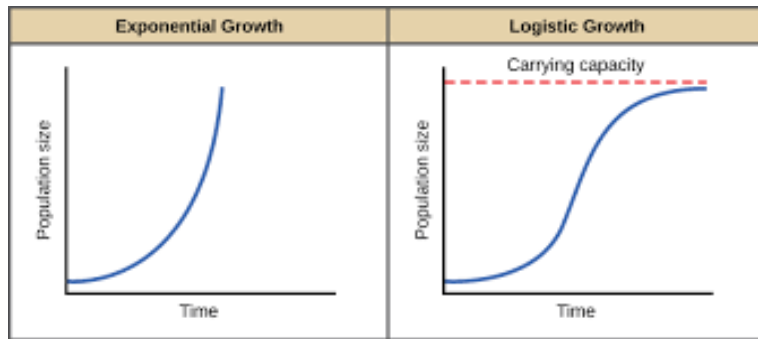 Exponential Growth
Population size
Time
Logistic Growth
Carrying capacity
Population size
Time